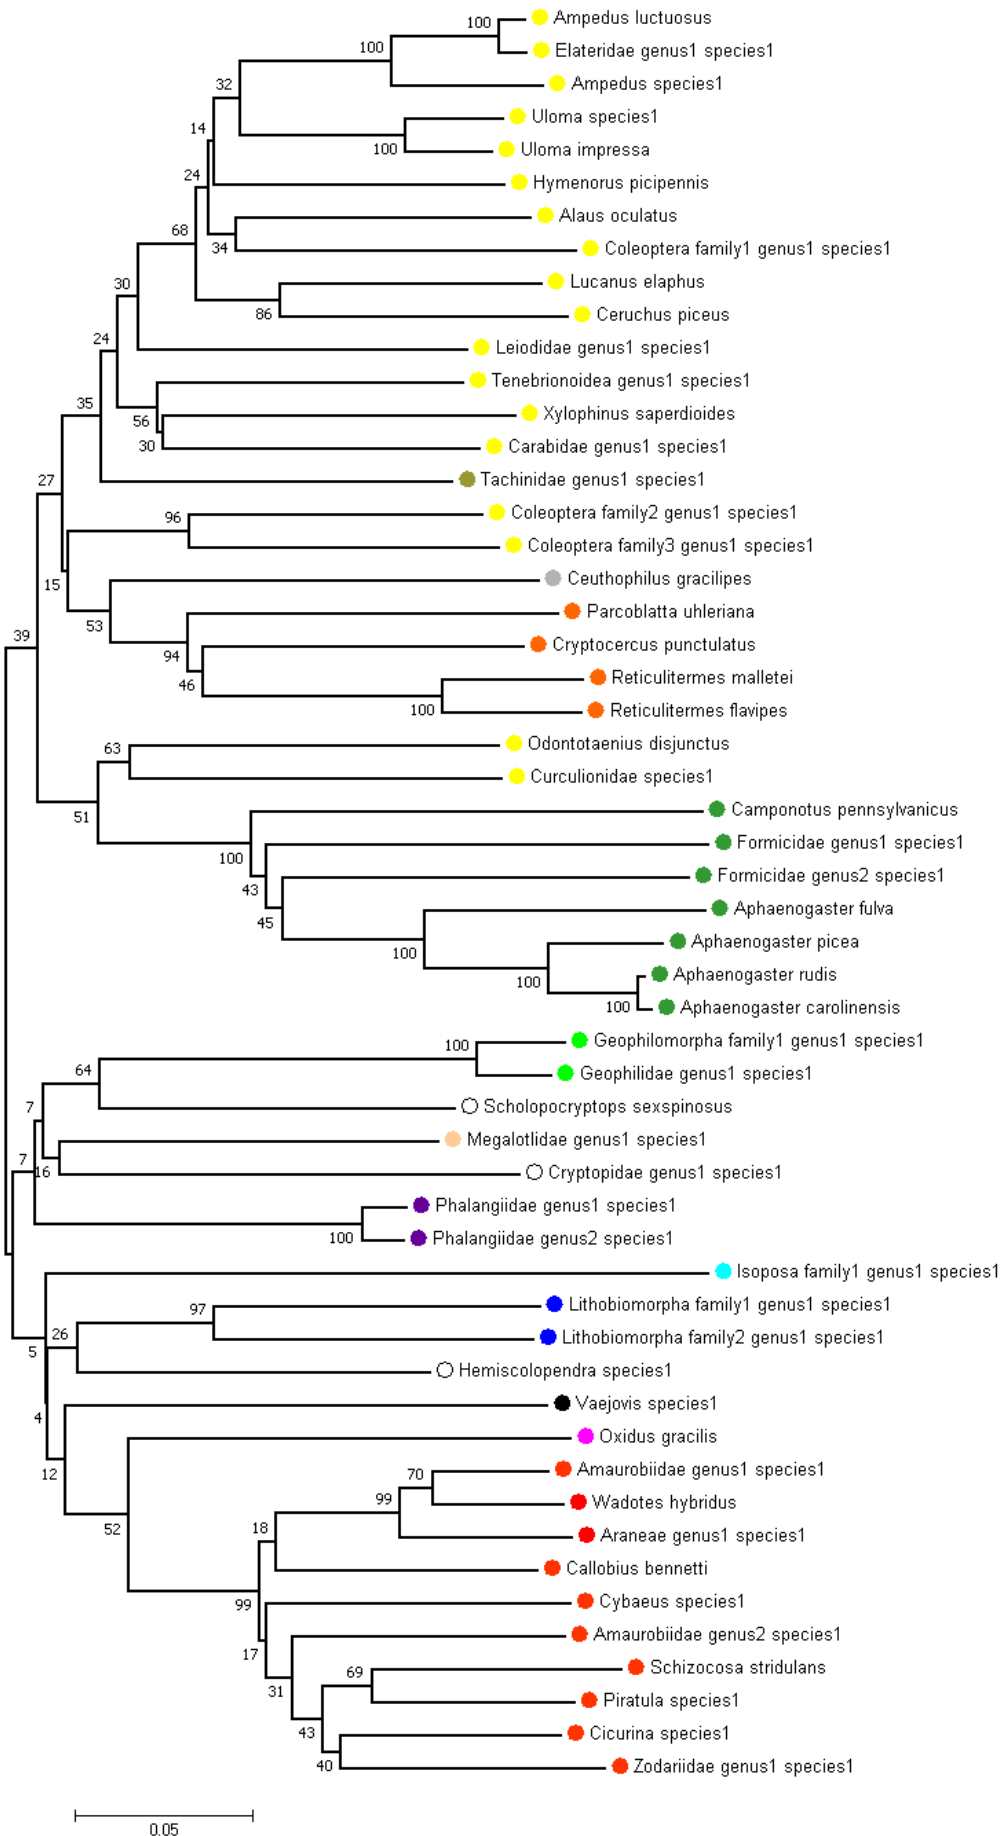 Ampedus luctuosus
100
Elateridae genus1 species1
100
Ampedus species1
32
Uloma species1
14
100
Uloma impressa
24
Hymenorus picipennis
Alaus oculatus
68
34
Coleoptera family1 genus1 species1
30
Lucanus elaphus
86
Ceruchus piceus
24
Leiodidae genus1 species1
Tenebrionoidea genus1 species1
35
56
Xylophinus saperdioides
30
Carabidae genus1 species1
27
Tachinidae genus1 species1
96
Coleoptera family2 genus1 species1
Coleoptera family3 genus1 species1
15
Ceuthophilus gracilipes
53
Parcoblatta uhleriana
39
94
Cryptocercus punctulatus
46
Reticulitermes malletei
100
Reticulitermes flavipes
63
Odontotaenius disjunctus
Curculionidae species1
51
Camponotus pennsylvanicus
100
Formicidae genus1 species1
43
Formicidae genus2 species1
45
Aphaenogaster fulva
100
Aphaenogaster picea
100
Aphaenogaster rudis
100
Aphaenogaster carolinensis
100
Geophilomorpha family1 genus1 species1
64
Geophilidae genus1 species1
7
Scholopocryptops sexspinosus
Megalotlidae genus1 species1
7
16
Cryptopidae genus1 species1
Phalangiidae genus1 species1
100
Phalangiidae genus2 species1
Isoposa family1 genus1 species1
97
Lithobiomorpha family1 genus1 species1
26
Lithobiomorpha family2 genus1 species1
5
Hemiscolopendra species1
4
Vaejovis species1
Oxidus gracilis
12
70
Amaurobiidae genus1 species1
99
Wadotes hybridus
52
18
Araneae genus1 species1
Callobius bennetti
99
Cybaeus species1
17
Amaurobiidae genus2 species1
69
Schizocosa stridulans
31
Piratula species1
43
Cicurina species1
40
Zodariidae genus1 species1
0.05